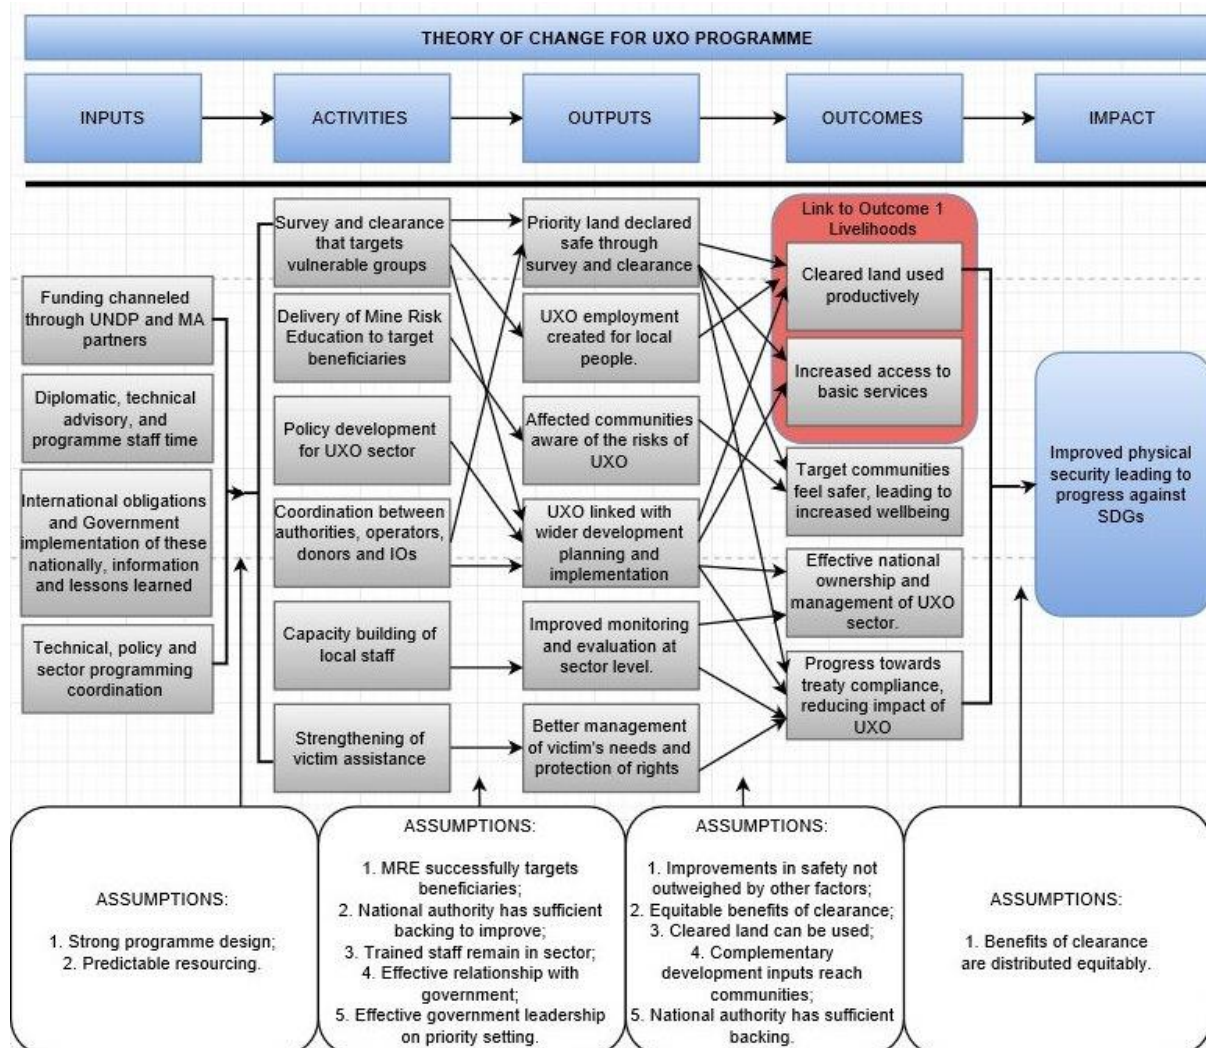 THEORY OF CHANGE FOR UXO PROGRAMME
INPUTS
ACTIVITIES
OUTPUTS
OUTCOMES
IMPACT
Funding channeled
through UNDP and MA
partners
Diplomatic, technical
advisory, and
programme staff time
International obligations
and Government
implementation of these
nationally, information
and lessons learned
Technical, policy and
sector programming
coordination
Survey and clearance
that targets
vulnerable groups
Delivery of Mine Risk
Education to target
beneficiaries
Policy development
for UXO sector
Coordination between
authorities, operators,
donors and IOs
Capacity building of
local staff
Strengthening of
victim assistance
Priority land declared
safe through
survey and clearance
UXO employment
created for local
people.
Affected communities
aware of the risks of
UXO
UXO linked with
wider development
planning and
implementation
Improved monitoring
and evaluation at
sector level.
Better management
of victim's needs and
protection of rights
Link to Outcome 1
Livelihoods
Cleared land used
productively
Increased access to
basic services
Target communities
feel safer, leading to
increased wellbeing
Effective national
ownership and
management of UXO
sector.
Progress towards
treaty compliance,
reducing impact of
UXO
Improved physical
security leading to
progress against
SDGs
ASSUMPTIONS:
1. Strong programme design;
2. Predictable resourcing.
ASSUMPTIONS:
1. MRE successfully targets
beneficiaries;
2. National authority has sufficient
backing to improve;
3. Trained staff remain in sector;
4. Effective relationship with
government;
5. Effective government leadership
on priority setting.
ASSUMPTIONS:
1. Improvements in safety not
outweighed by other factors;
2. Equitable benefits of clearance;
3. Cleared land can be used;
4. Complementary
development inputs reach
communities;
5. National authority has sufficient
backing.
ASSUMPTIONS:
1. Benefits of clearance
are distributed equitably.